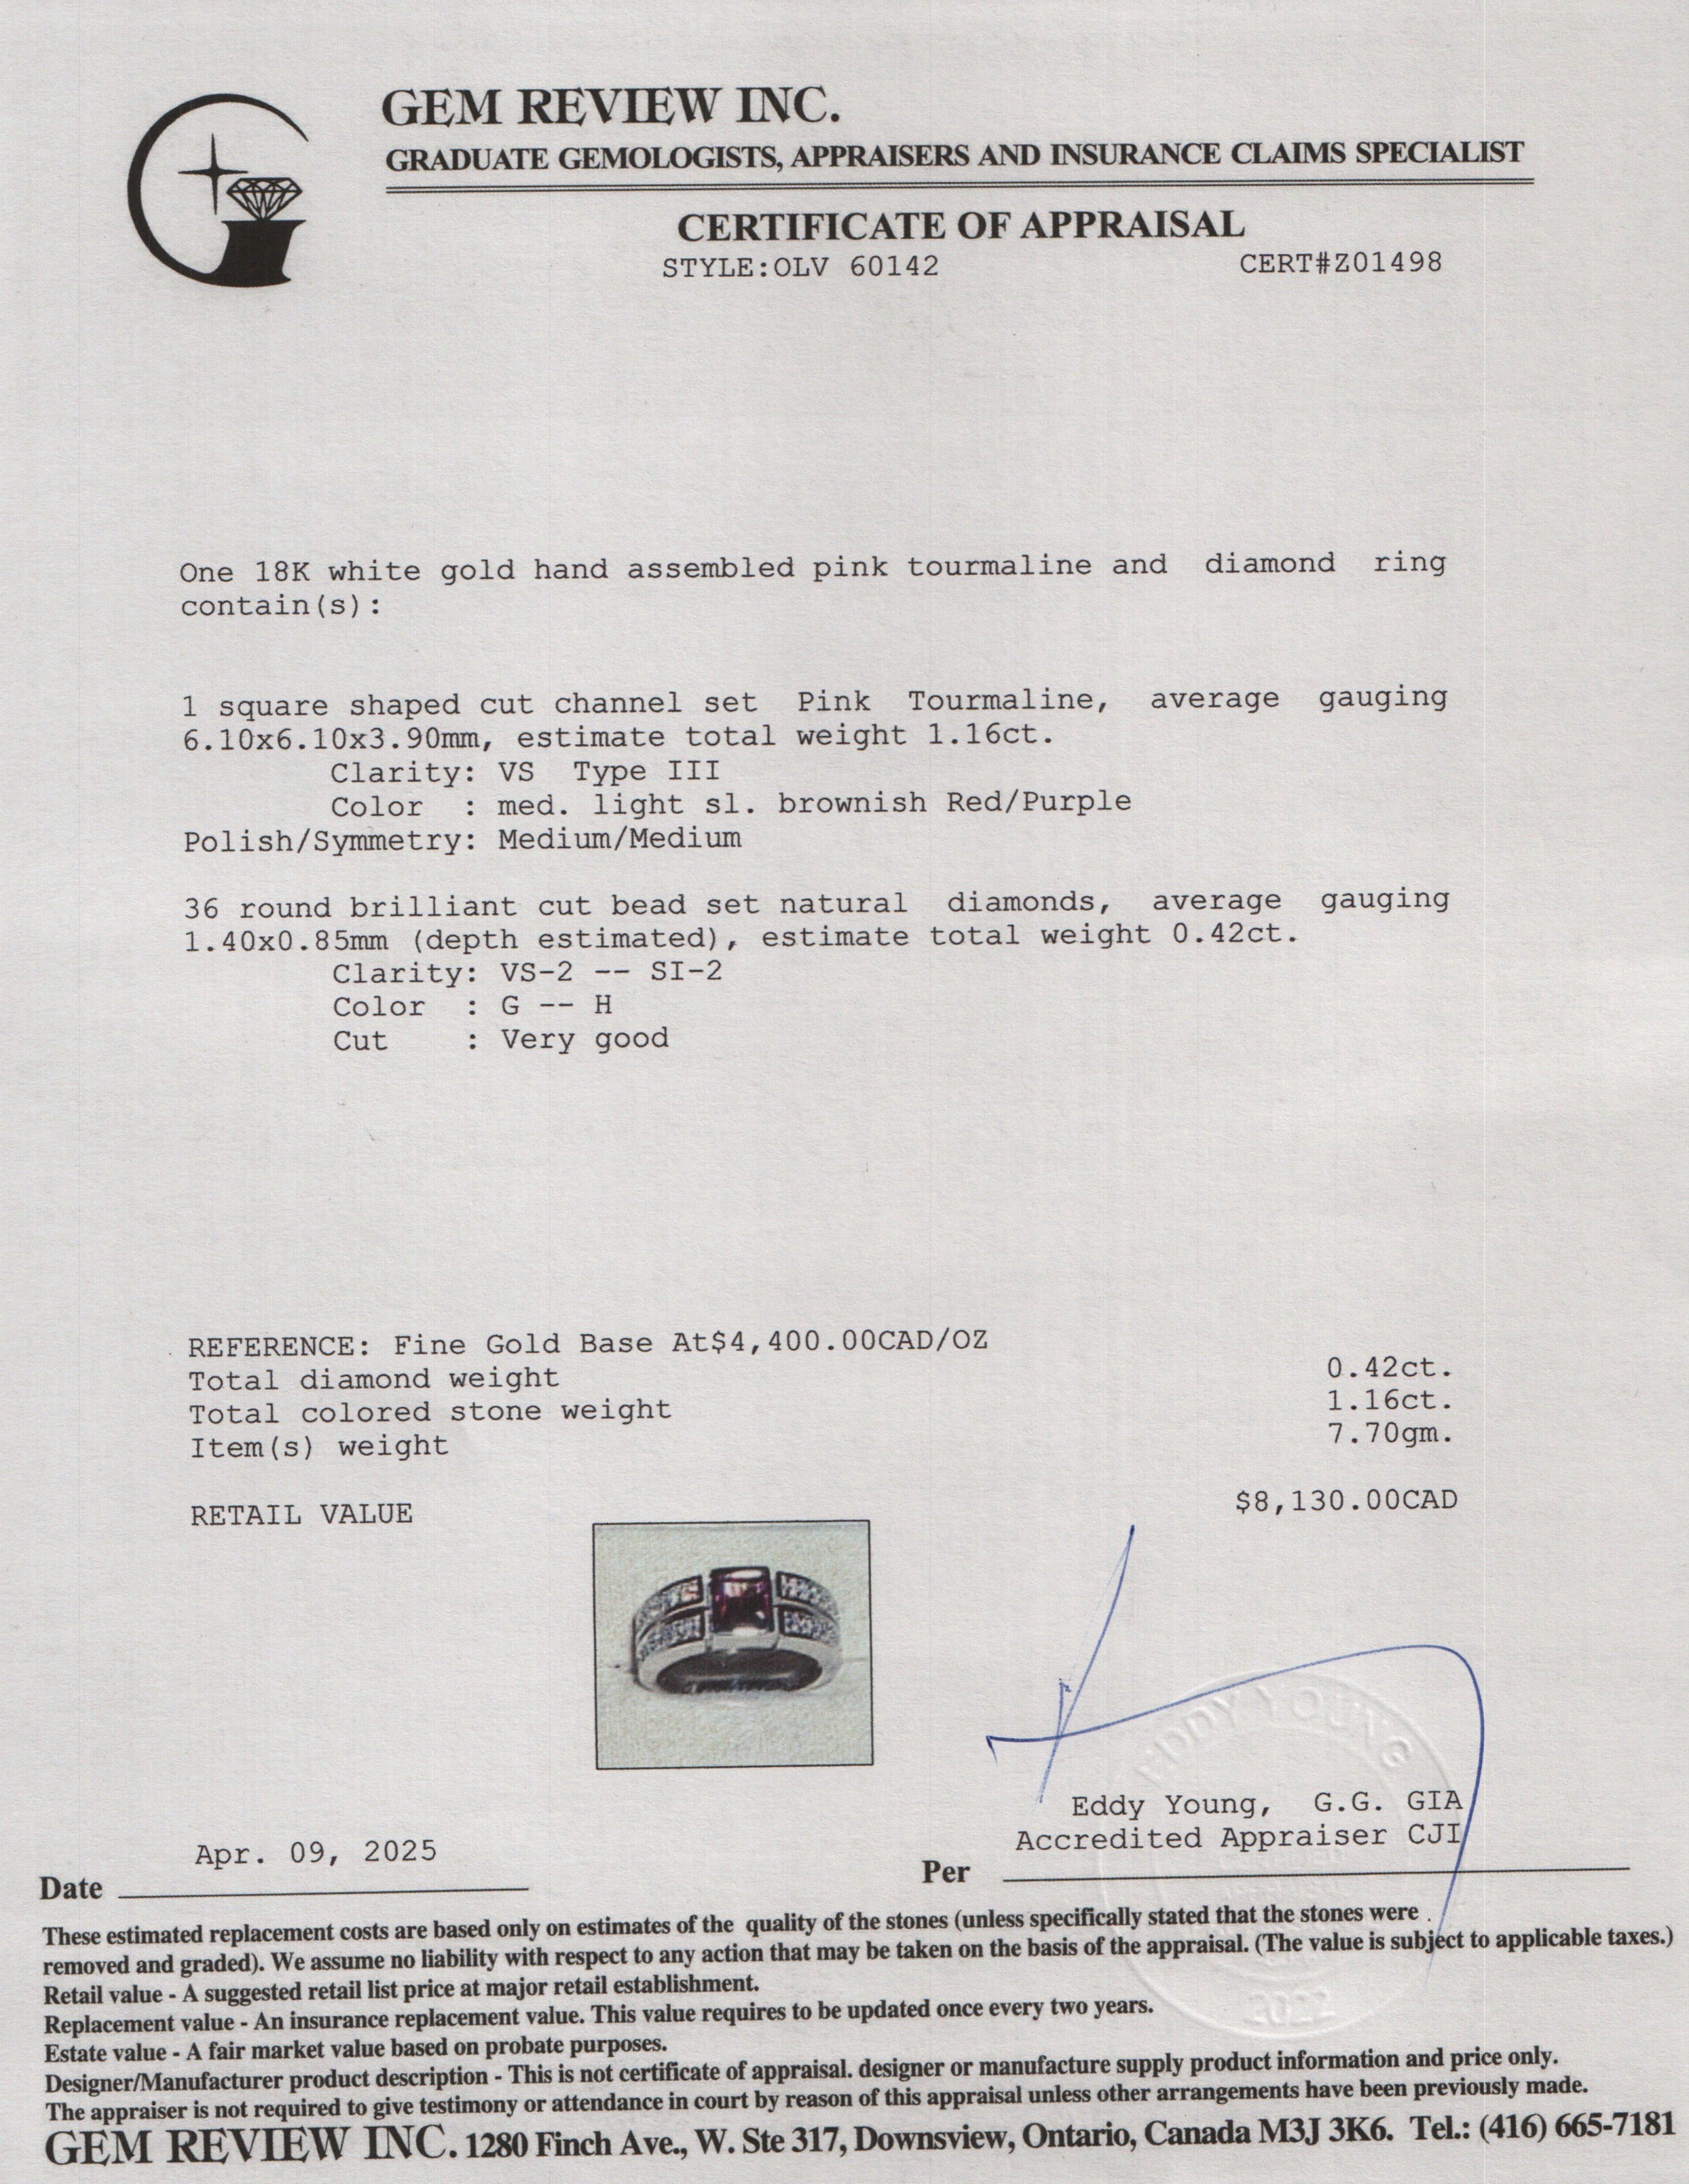 GEM REVIEW INC.
GRADUATE GEMOLOGISTS, APPRAISERS AND INSURANCE CLAIMS SPECIALIST
CERTIFICATE OF APPRAISAL
STYLE:OLV 60142 CERT#Z01498
One 18K white gold hand assembled pink tourmaline and diamond ring
contain(s):
1 square shaped cut channel set Pink Tourmaline, average gauging
6.10x6.10x3.90mm, estimate total weight 1.16ct.
Clarity: VS Type III
Color : med. light sl. brownish Red/Purple
Polish/Symmetry: Medium/Medium
36 round brilliant cut bead set natural diamonds, average gauging
1.40x0.85mm (depth estimated), estimate total weight 0.42ct.
Clarity: VS-2 -- SI-2
Color : G -- H
Cut : Very good
REFERENCE: Fine Gold Base At$4,400.00CAD/OZ
Total diamond weight 0.42ct.
Total colored stone weight 1.16ct.
Item(s) weight 7.70gm.
RETAIL VALUE $8,130.00CAD
EDDY YOUNG
Eddy Young, G.G. GIA
Accredited Appraiser CJI
Date Apr. 09, 2025 Per
These estimated replacement costs are based only on estimates of the quality of the stones (unless specifically stated that the stones were
removed and graded). We assume no liability with respect to any action that may be taken on the basis of the appraisal. (The value is subject to applicable taxes.)
Retail value - A suggested retail list price at major retail establishment.
Replacement value - An insurance replacement value. This value requires to be updated once every two years.
2022
Estate value - A fair market value based on probate purposes.
Designer/Manufacturer product description - This is not certificate of appraisal. designer or manufacture supply product information and price only.
The appraiser is not required to give testimony or attendance in court by reason of this appraisal unless other arrangements have been previously made.
GEM REVIEW INC. 1280 Finch Ave., W. Ste 317, Downsview, Ontario, Canada M3J 3K6. Tel.: (416) 665-7181